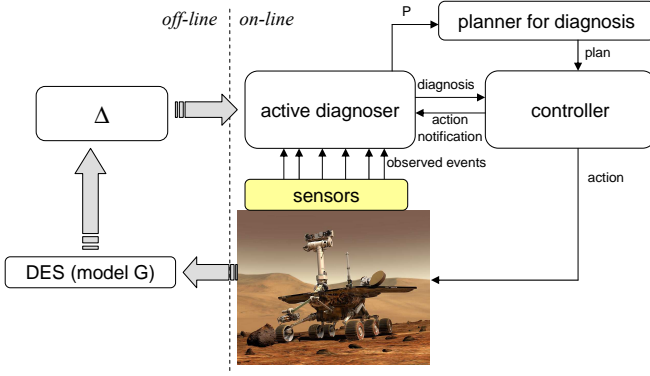 off-line
on-line
P
planner for diagnosis
plan
Δ
active diagnoser
diagnosis
action
notification
controller
observed events
sensors
action
DES (model G)